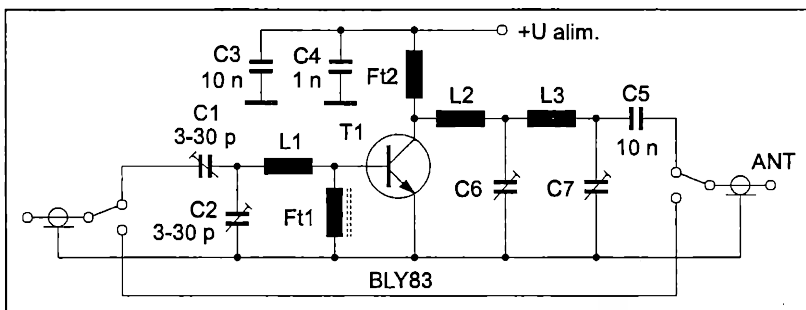 +U alim.
C3
10 n
C4
1 n
Ft2
L2
L3
C5
10 n
C1
3-30 p
L1
T1
ANT
C2
3-30 p
Ft1
C6
C7
BLY83